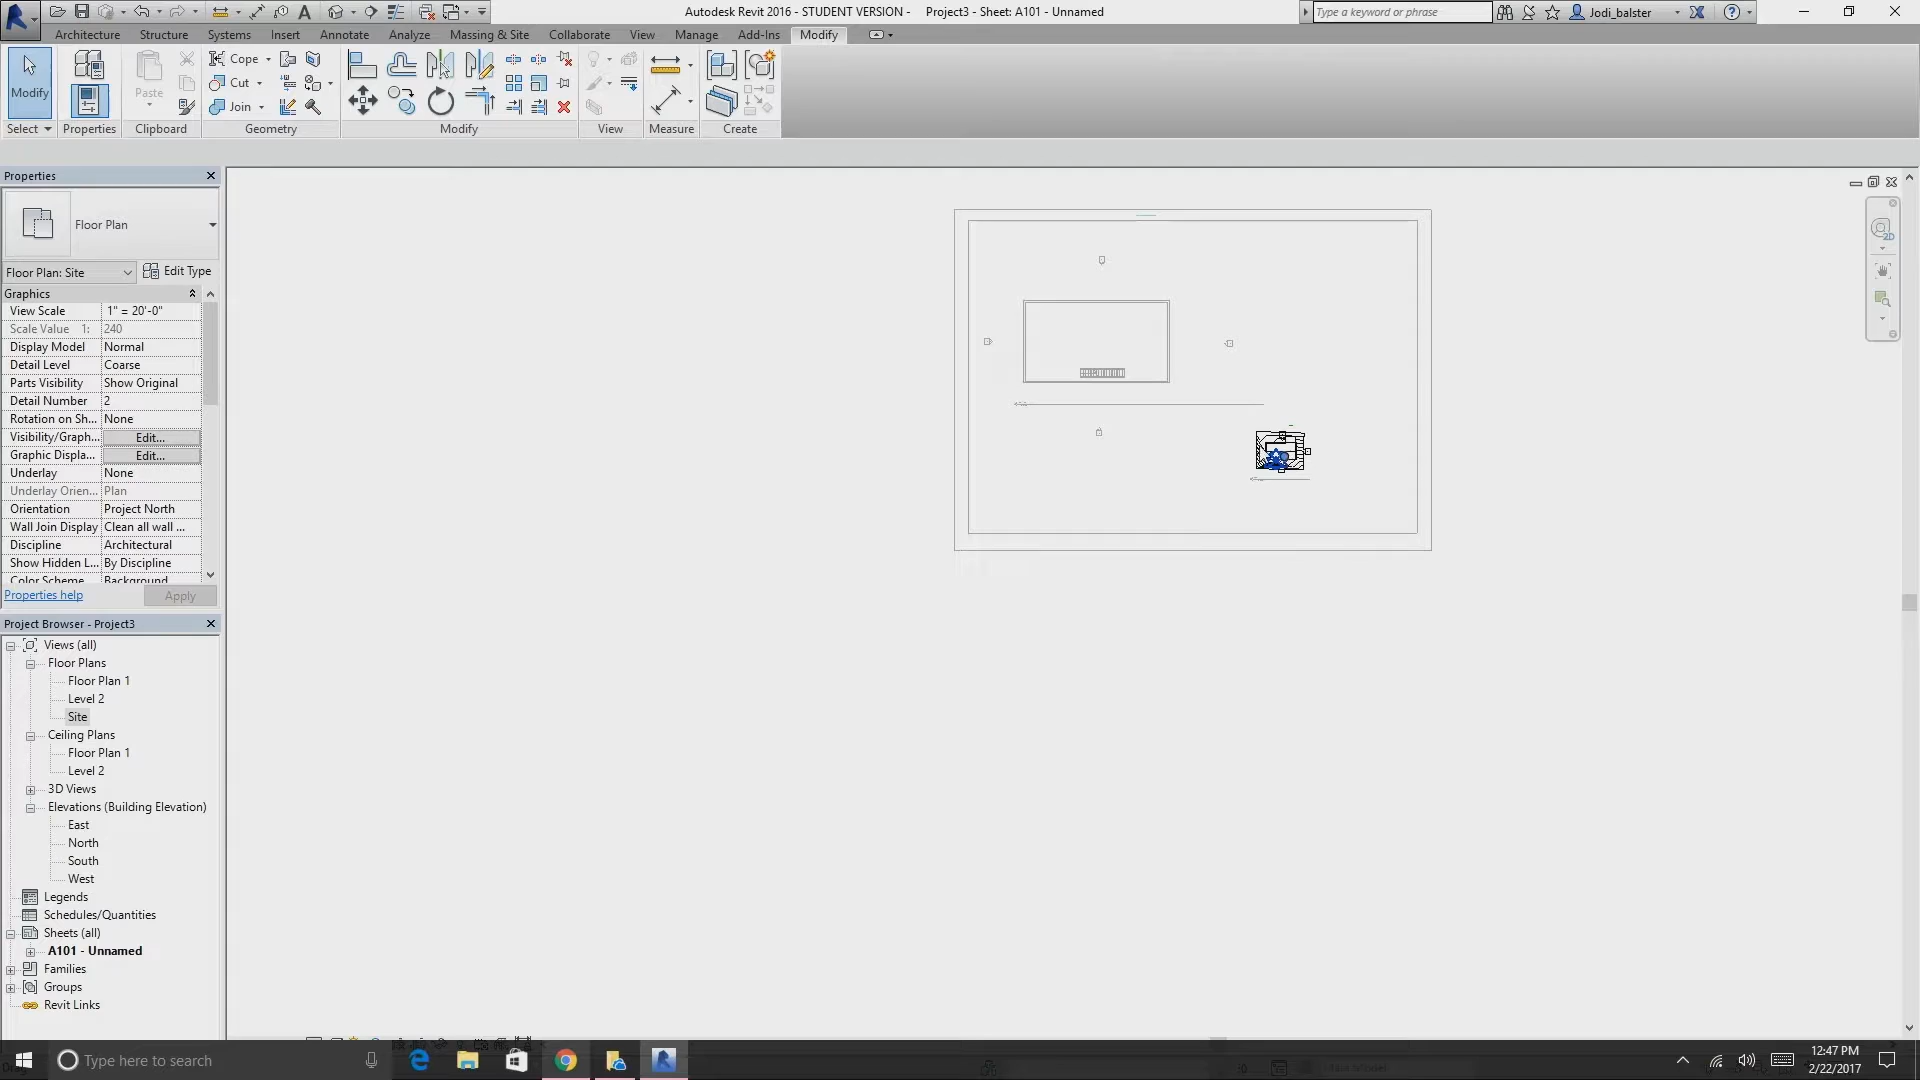 Autodesk Revit 2016 - STUDENT VERSION - Project3 - Sheet: A101 - Unnamed
Type a keyword or phrase
Jodi_balster
Architecture Structure Systems Insert Annotate Analyze Massing & Site Collaborate View Manage Add-Ins Modify
Modify
Paste
Cope
Cut
Join
Select Properties Clipboard Geometry Modify View Measure Create
Properties
Floor Plan
Floor Plan: Site Edit Type
Graphics
View Scale 1" = 20'-0"
Scale Value 1: 240
Display Model Normal
Detail Level Coarse
Parts Visibility Show Original
Detail Number 2
Rotation on Sh... None
Visibility/Graph... Edit...
Graphic Displa... Edit...
Underlay None
Underlay Orien... Plan
Orientation Project North
Wall Join Display Clean all wall ...
Discipline Architectural
Show Hidden L... By Discipline
Color Scheme Background
Properties help Apply
Project Browser - Project3
Views (all)
Floor Plans
Floor Plan 1
Level 2
Site
Ceiling Plans
Floor Plan 1
Level 2
3D Views
Elevations (Building Elevation)
East
North
South
West
Legends
Schedules/Quantities
Sheets (all)
A101 - Unnamed
Families
Groups
Revit Links
2D
Type here to search
12:47 PM
2/22/2017